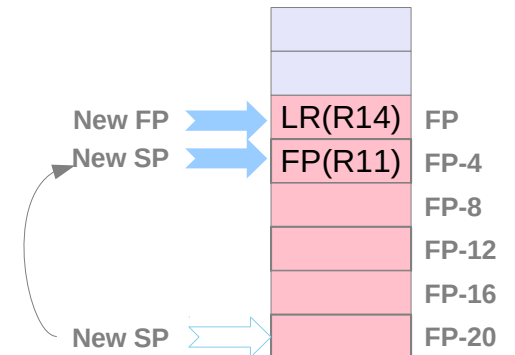 New FP LR(R14) FP
New SP FP(R11) FP-4
FP-8
FP-12
FP-16
New SP FP-20